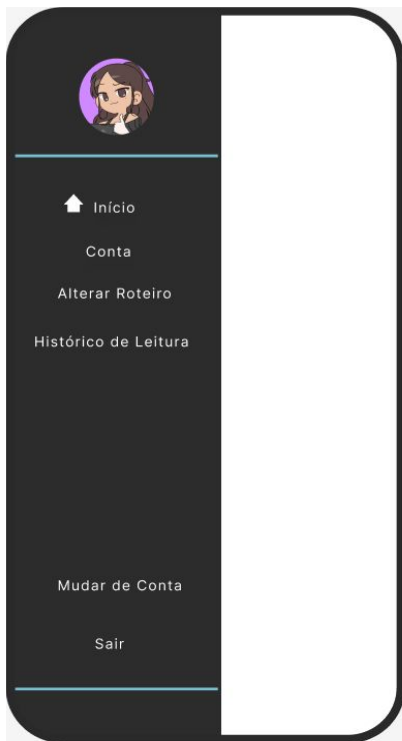 Início
Conta
Alterar Roteiro
Histórico de Leitura
Mudar de Conta
Sair